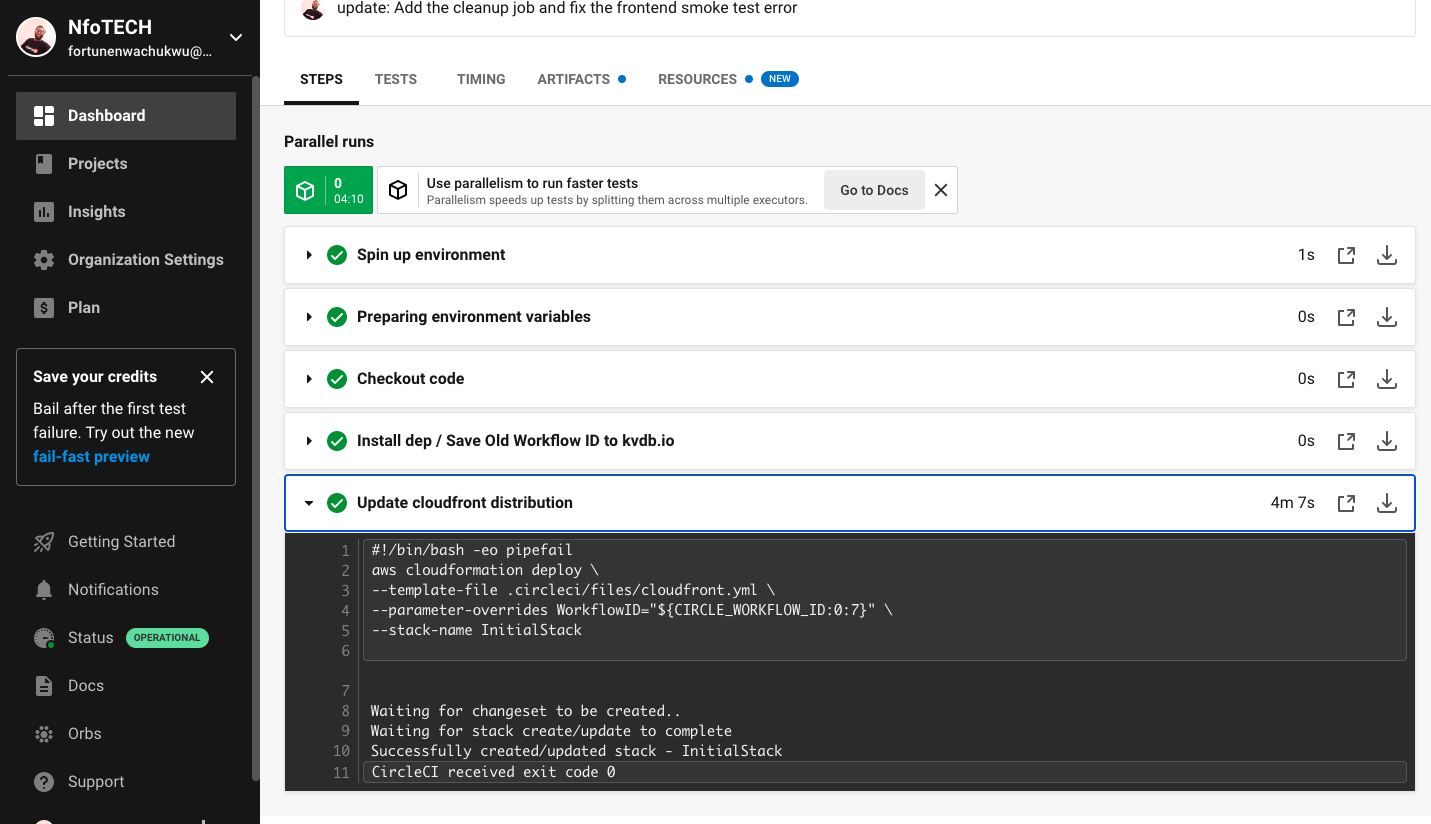 NfoTECH
fortunenwachukwu@...
Dashboard
Projects
Insights
Organization Settings
Plan
Save your credits
Bail after the first test
failure. Try out the new
fail-fast preview
Getting Started
Notifications
Status OPERATIONAL
Docs
Orbs
Support
update: Add the cleanup job and fix the frontend smoke test error
STEPS TESTS TIMING ARTIFACTS RESOURCES NEW
Parallel runs
0
04:10
Use parallelism to run faster tests
Parallelism speeds up tests by splitting them across multiple executors.
Go to Docs
Spin up environment 1s
Preparing environment variables 0s
Checkout code 0s
Install dep / Save Old Workflow ID to kvdb.io 0s
Update cloudfront distribution 4m 7s
1 #!/bin/bash -eo pipefail
2 aws cloudformation deploy \
3 --template-file .circleci/files/cloudfront.yml \
4 --parameter-overrides WorkflowID="${CIRCLE_WORKFLOW_ID:0:7}" \
5 --stack-name InitialStack
6
7
8 Waiting for changeset to be created..
9 Waiting for stack create/update to complete
10 Successfully created/updated stack - InitialStack
11 CircleCI received exit code 0